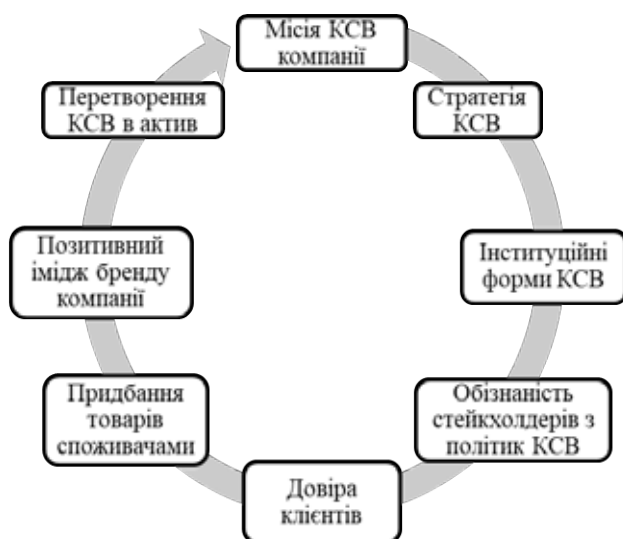 Місія КСВ
компанії
Стратегія
КСВ
Інституційні
форми КСВ
Обізнаність
стейкхолдерів з
політик КСВ
Довіра
клієнтів
Придбання
товарів
споживачами
Позитивний
імідж бренду
компанії
Перетворення
КСВ в актив